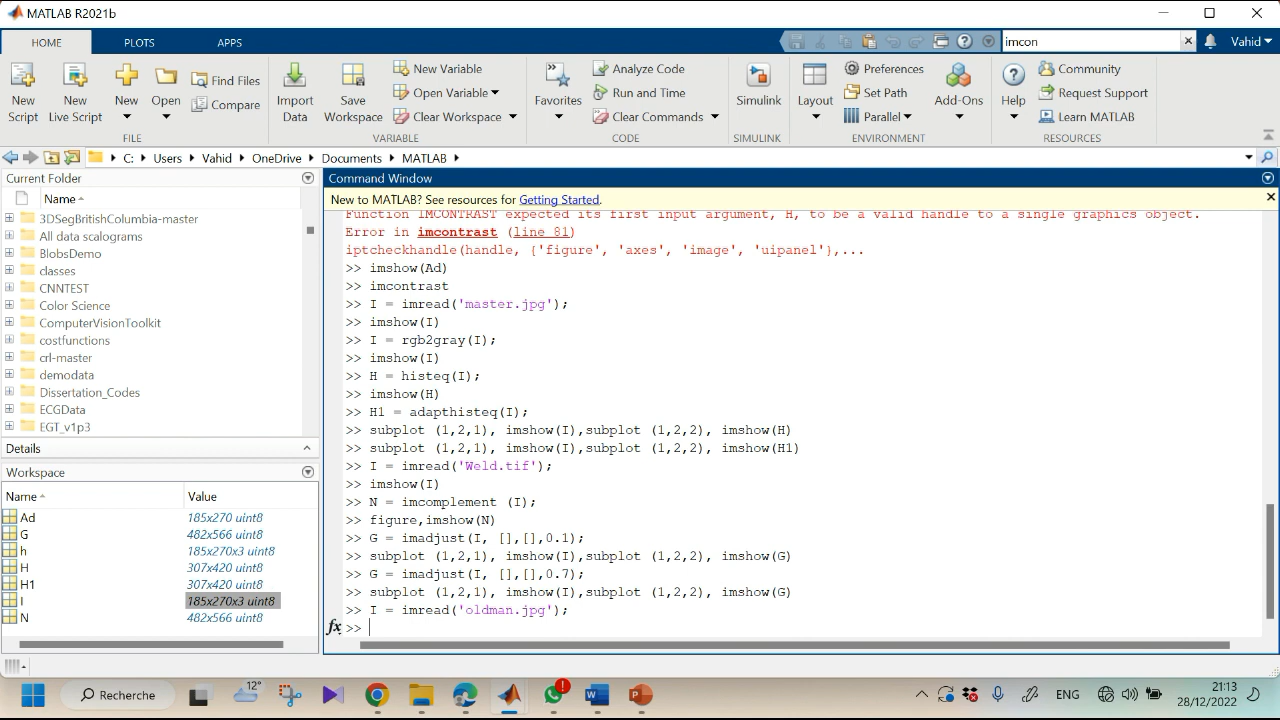 MATLAB R2021b
HOME PLOTS APPS imcon Vahid
New Script
New Live Script
New
Open
Find Files
Compare
Import Data
Save Workspace
New Variable
Open Variable
Clear Workspace
Favorites
Analyze Code
Run and Time
Clear Commands
Simulink
Layout
Preferences
Set Path
Parallel
Add-Ons
Help
Community
Request Support
Learn MATLAB
FILE VARIABLE CODE SIMULINK ENVIRONMENT RESOURCES
C: Users Vahid OneDrive Documents MATLAB
Current Folder
Name
3DSegBritishColumbia-master
All data scalograms
BlobsDemo
classes
CNNTEST
Color Science
ComputerVisionToolkit
costfunctions
crl-master
demodata
Dissertation_Codes
ECGData
EGT_v1p3
Details
Workspace
Name Value
Ad 185x270 uint8
G 482x566 uint8
h 185x270x3 uint8
H 307x420 uint8
H1 307x420 uint8
I 185x270x3 uint8
N 482x566 uint8
Command Window
New to MATLAB? See resources for Getting Started.
Function IMCONTRAST expected its first input argument, H, to be a valid handle to a single graphics object.
Error in imcontrast (line 81)
iptcheckhandle(handle, {'figure', 'axes', 'image', 'uipanel'},...
>> imshow(Ad)
>> imcontrast
>> I = imread('master.jpg');
>> imshow(I)
>> I = rgb2gray(I);
>> imshow(I)
>> H = histeq(I);
>> imshow(H)
>> H1 = adapthisteq(I);
>> subplot (1,2,1), imshow(I),subplot (1,2,2), imshow(H)
>> subplot (1,2,1), imshow(I),subplot (1,2,2), imshow(H1)
>> I = imread('Weld.tif');
>> imshow(I)
>> N = imcomplement (I);
>> figure,imshow(N)
>> G = imadjust(I, [],[],0.1);
>> subplot (1,2,1), imshow(I),subplot (1,2,2), imshow(G)
>> G = imadjust(I, [],[],0.7);
>> subplot (1,2,1), imshow(I),subplot (1,2,2), imshow(G)
>> I = imread('oldman.jpg');
fx >>
Recherche
12°
ENG
21:13
28/12/2022